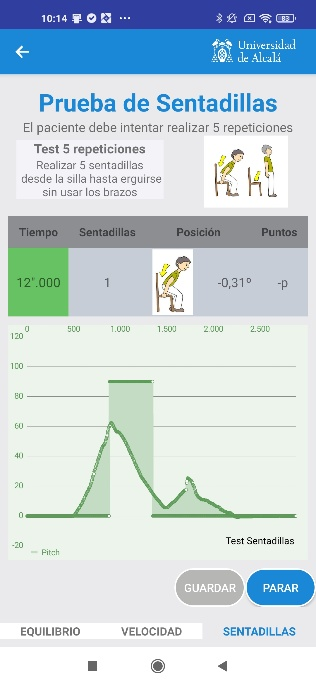 10:14
83
Universidad
de Alcalá
Prueba de Sentadillas
El paciente debe intentar realizar 5 repeticiones
Test 5 repeticiones
Realizar 5 sentadillas
desde la silla hasta erguirse
sin usar los brazos
Tiempo Sentadillas Posición Puntos
12".000 1 -0,31º -p
0 500 1.000 1.500 2.000 2.500
120
100
80
60
40
20
0
-20
Test Sentadillas
Pitch
GUARDAR PARAR
EQUILIBRIO VELOCIDAD SENTADILLAS